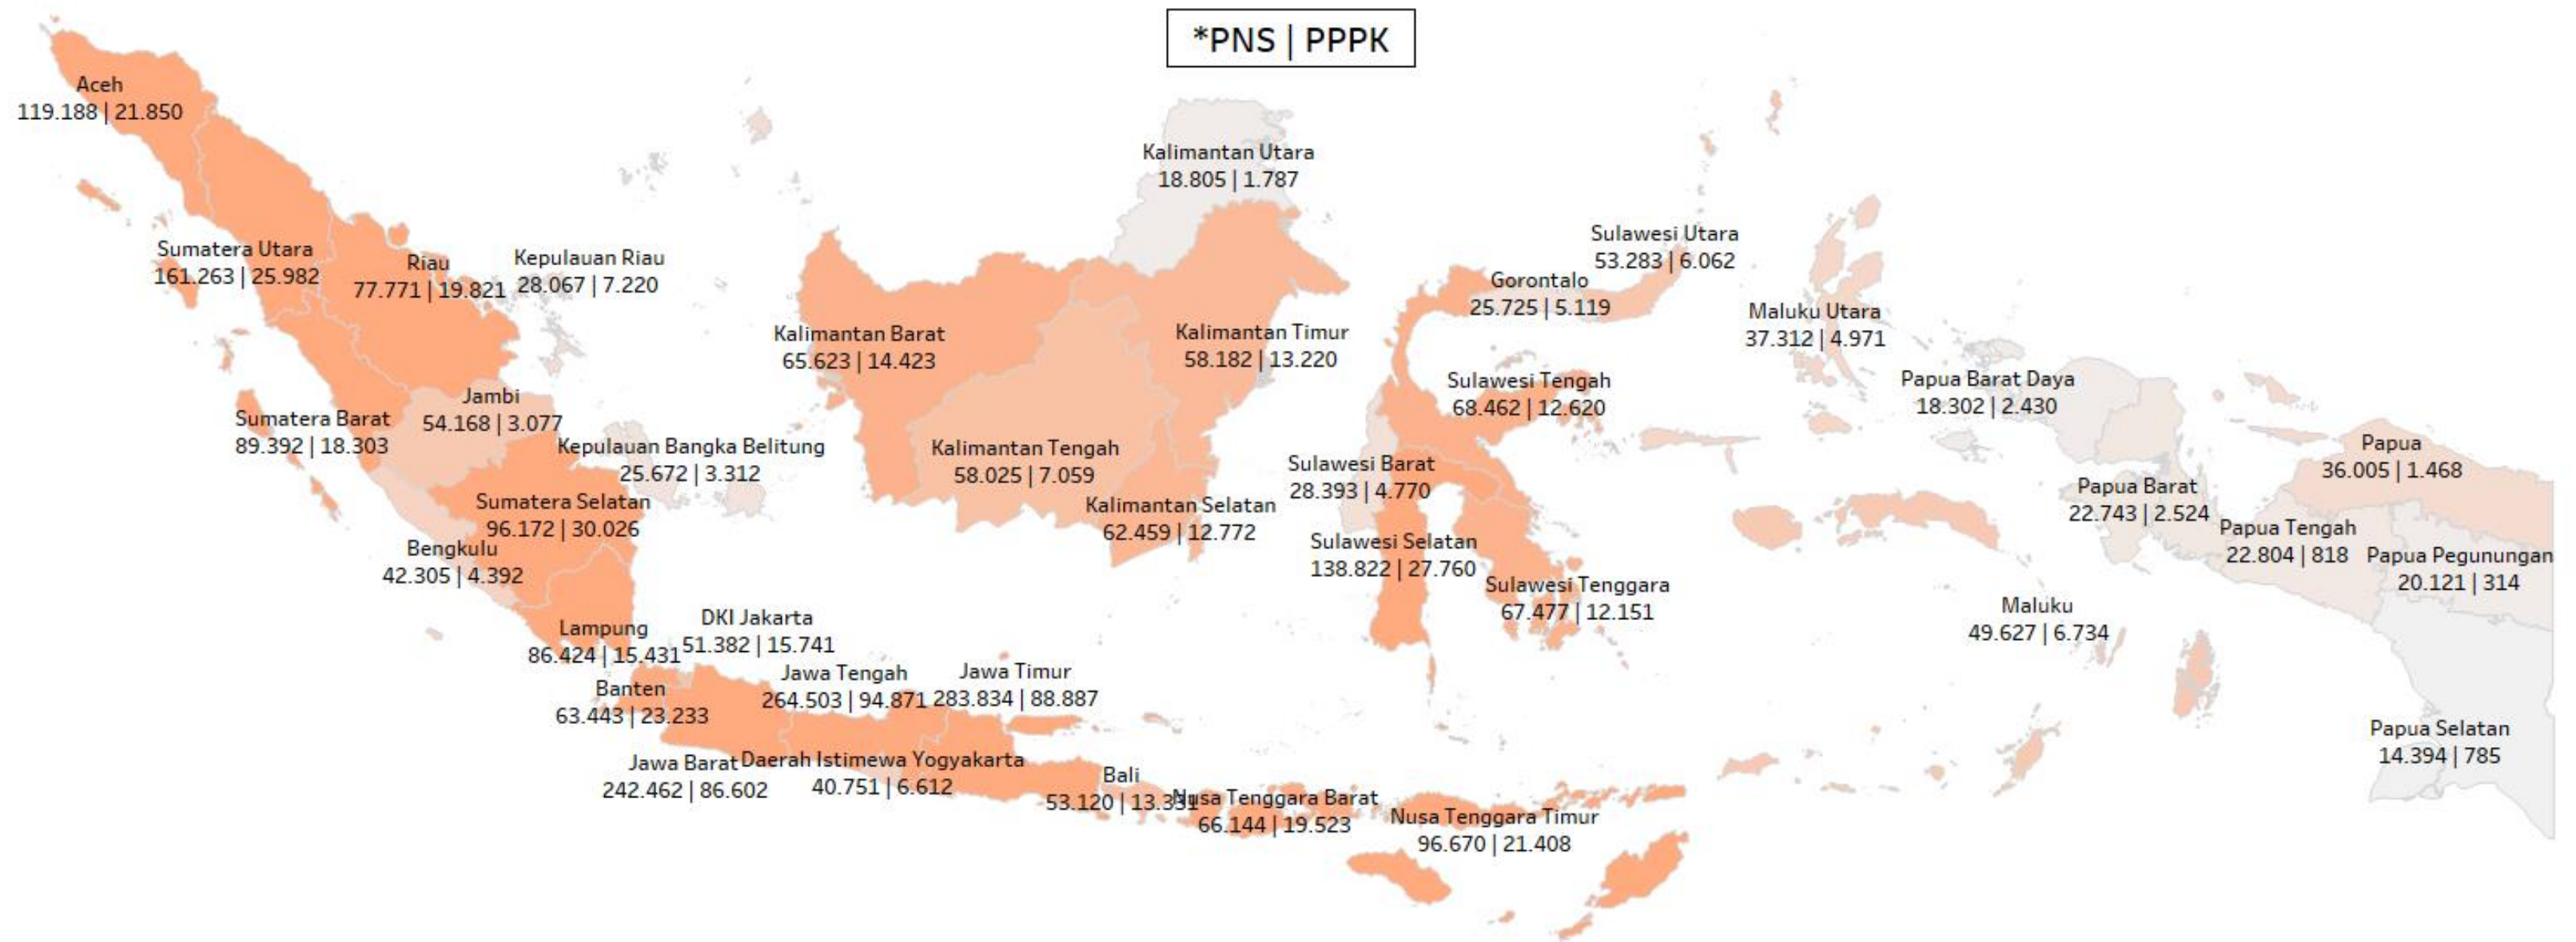 *PNS | PPPK
Aceh
119.188 | 21.850
Kalimantan Utara
18.805 | 1.787
Sumatera Utara
161.263 | 25.982
Riau
77.771 | 19.821
Kepulauan Riau
28.067 | 7.220
Sulawesi Utara
53.283 | 6.062
Gorontalo
25.725 | 5.119
Maluku Utara
37.312 | 4.971
Kalimantan Barat
65.623 | 14.423
Kalimantan Timur
58.182 | 13.220
Sulawesi Tengah
68.462 | 12.620
Papua Barat Daya
18.302 | 2.430
Jambi
54.168 | 3.077
Sumatera Barat
89.392 | 18.303
Kepulauan Bangka Belitung
25.672 | 3.312
Kalimantan Tengah
58.025 | 7.059
Sulawesi Barat
28.393 | 4.770
Papua
36.005 | 1.468
Papua Barat
22.743 | 2.524
Sumatera Selatan
96.172 | 30.026
Kalimantan Selatan
62.459 | 12.772
Papua Tengah
22.804 | 818
Papua Pegunungan
20.121 | 314
Bengkulu
42.305 | 4.392
Sulawesi Selatan
138.822 | 27.760
Sulawesi Tenggara
67.477 | 12.151
Maluku
49.627 | 6.734
Lampung
86.424 | 15.431
DKI Jakarta
51.382 | 15.741
Banten
63.443 | 23.233
Jawa Tengah
264.503 | 94.871
Jawa Timur
283.834 | 88.887
Papua Selatan
14.394 | 785
Jawa Barat
242.462 | 86.602
Daerah Istimewa Yogyakarta
40.751 | 6.612
Bali
53.120 | 13.331
Nusa Tenggara Barat
66.144 | 19.523
Nusa Tenggara Timur
96.670 | 21.408